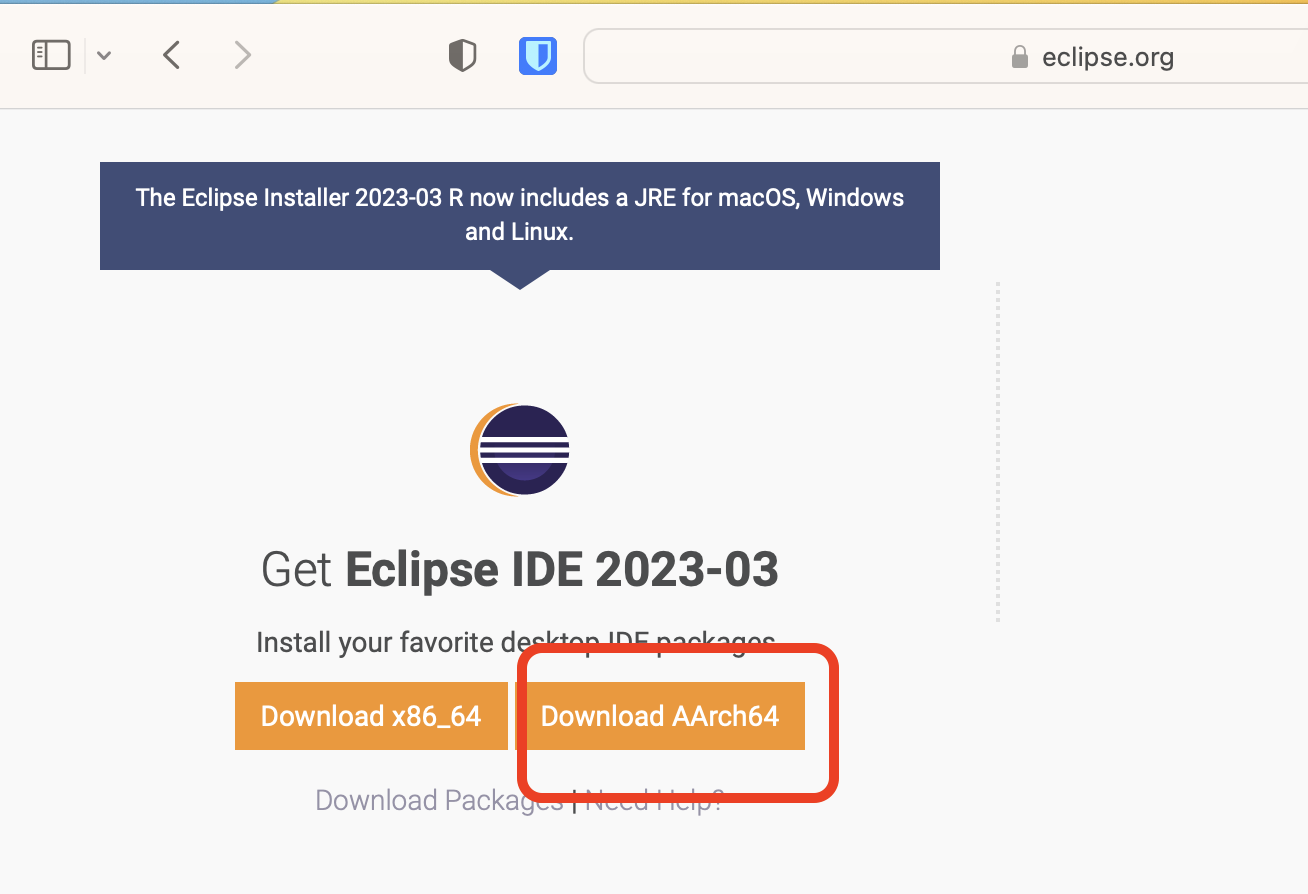 eclipse.org
The Eclipse Installer 2023-03 R now includes a JRE for macOS, Windows
and Linux.
Get Eclipse IDE 2023-03
Install your favorite desktop IDE packages.
Download x86_64
Download AArch64
Download Packages | Need Help?